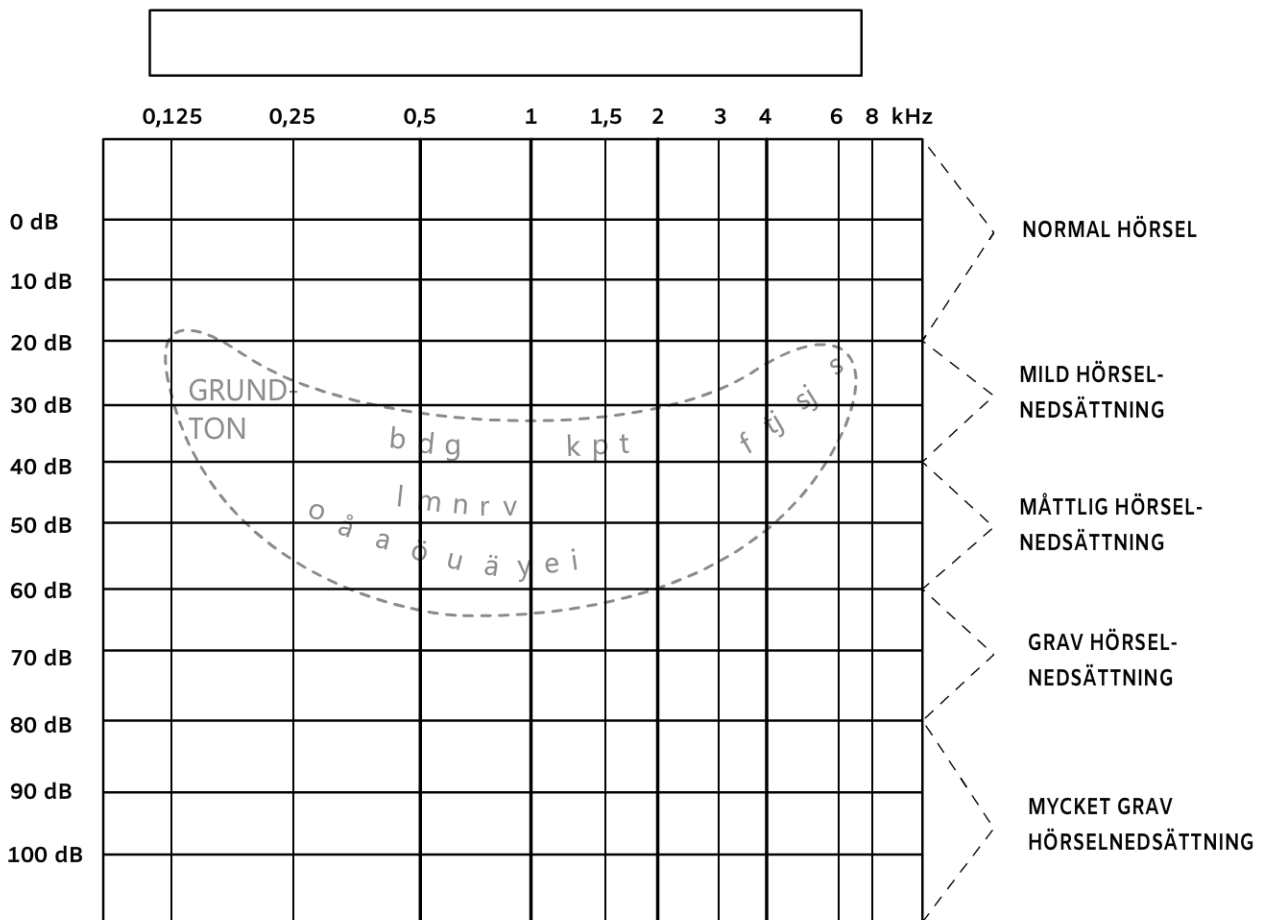 0,125 0,25 0,5 1 1,5 2 3 4 6 8 kHz
0 dB
NORMAL HÖRSEL
10 dB
20 dB
MILD HÖRSEL-
NEDSÄTTNING
GRUND-
TON
s
sj
tj
f
30 dB
b d g k p t
40 dB
l m n r v
o å a ö u ä y e i
50 dB
MÅTTLIG HÖRSEL-
NEDSÄTTNING
60 dB
GRAV HÖRSEL-
NEDSÄTTNING
70 dB
80 dB
90 dB
MYCKET GRAV
HÖRSELNEDSÄTTNING
100 dB